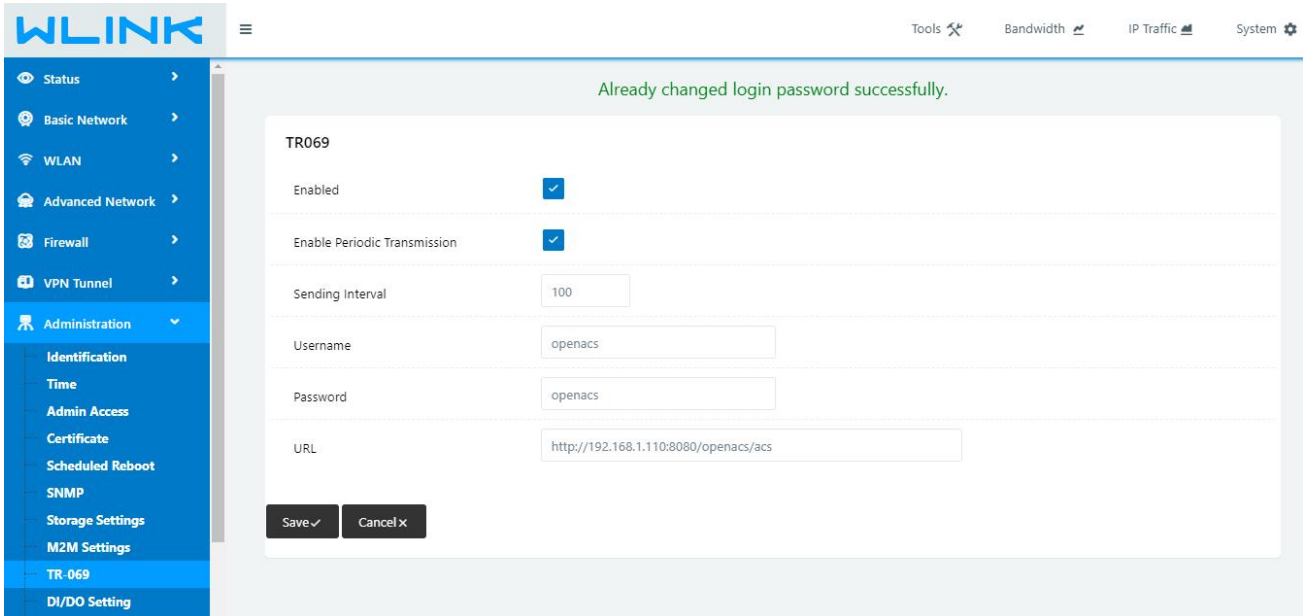 WLINK
Tools
Bandwidth
IP Traffic
System
Status
Basic Network
WLAN
Advanced Network
Firewall
VPN Tunnel
Administration
Identification
Time
Admin Access
Certificate
Scheduled Reboot
SNMP
Storage Settings
M2M Settings
TR-069
DI/DO Setting
Already changed login password successfully.
TR069
Enabled
Enable Periodic Transmission
Sending Interval 100
Username openacs
Password openacs
URL http://192.168.1.110:8080/openacs/acs
Save Cancel